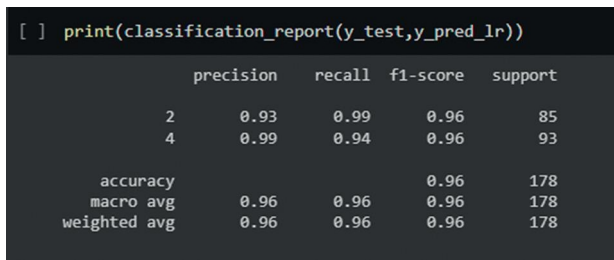 [ ] print(classification_report(y_test,y_pred_lr))
precision recall f1-score support
2 0.93 0.99 0.96 85
4 0.99 0.94 0.96 93
accuracy 0.96 178
macro avg 0.96 0.96 0.96 178
weighted avg 0.96 0.96 0.96 178